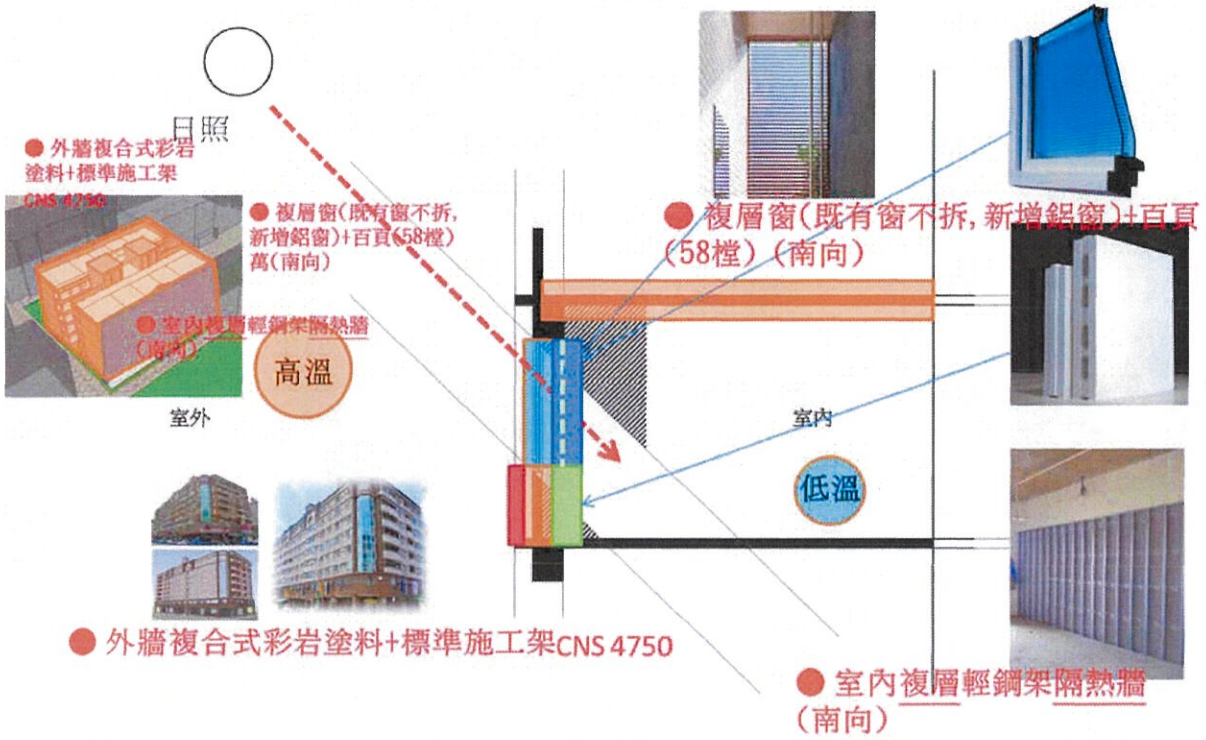 日照
● 外牆複合式彩岩
塗料+標準施工架
CNS 4750
● 複層窗(既有窗不拆,
新增鋁窗)+百頁(58樘)
萬(南向)
● 室內複層輕鋼架隔熱牆
(南向)
高溫
室外
● 複層窗(既有窗不拆, 新增鋁窗)+百頁
(58樘) (南向)
室內
低溫
● 外牆複合式彩岩塗料+標準施工架CNS 4750
● 室內複層輕鋼架隔熱牆
(南向)